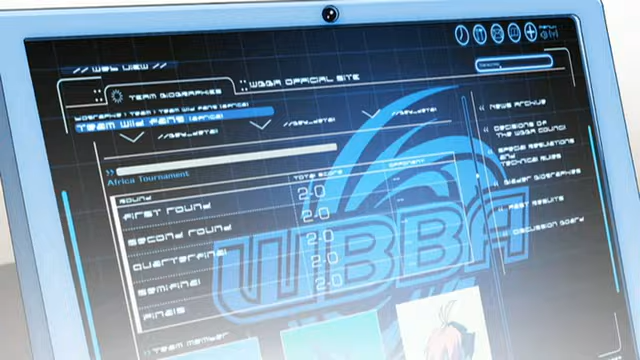 // WEB VIEW //
:: WBBA OFFICIAL SITE
TEAM BIOGRAPHIES
TEAM WILD FANG (AFRICA)
Africa Tournament
ROUND
TOTAL SCORE
OPPONENT
FIRST ROUND 2-0 --
SECOND ROUND 2-0 --
QUARTERFINAL 2-0
SEMIFINAL 2-0
FINALS 2-0
TEAM MEMBER
WBBA
MENU
NEWS ARCHIVE
DECISIONS OF
THE WBBA COUNCIL
SPECIAL REGULATIONS
AND
TECHNICAL RULES
BLADER BIOGRAPHIES
PAST RESULTS
DISCUSSION BOARD